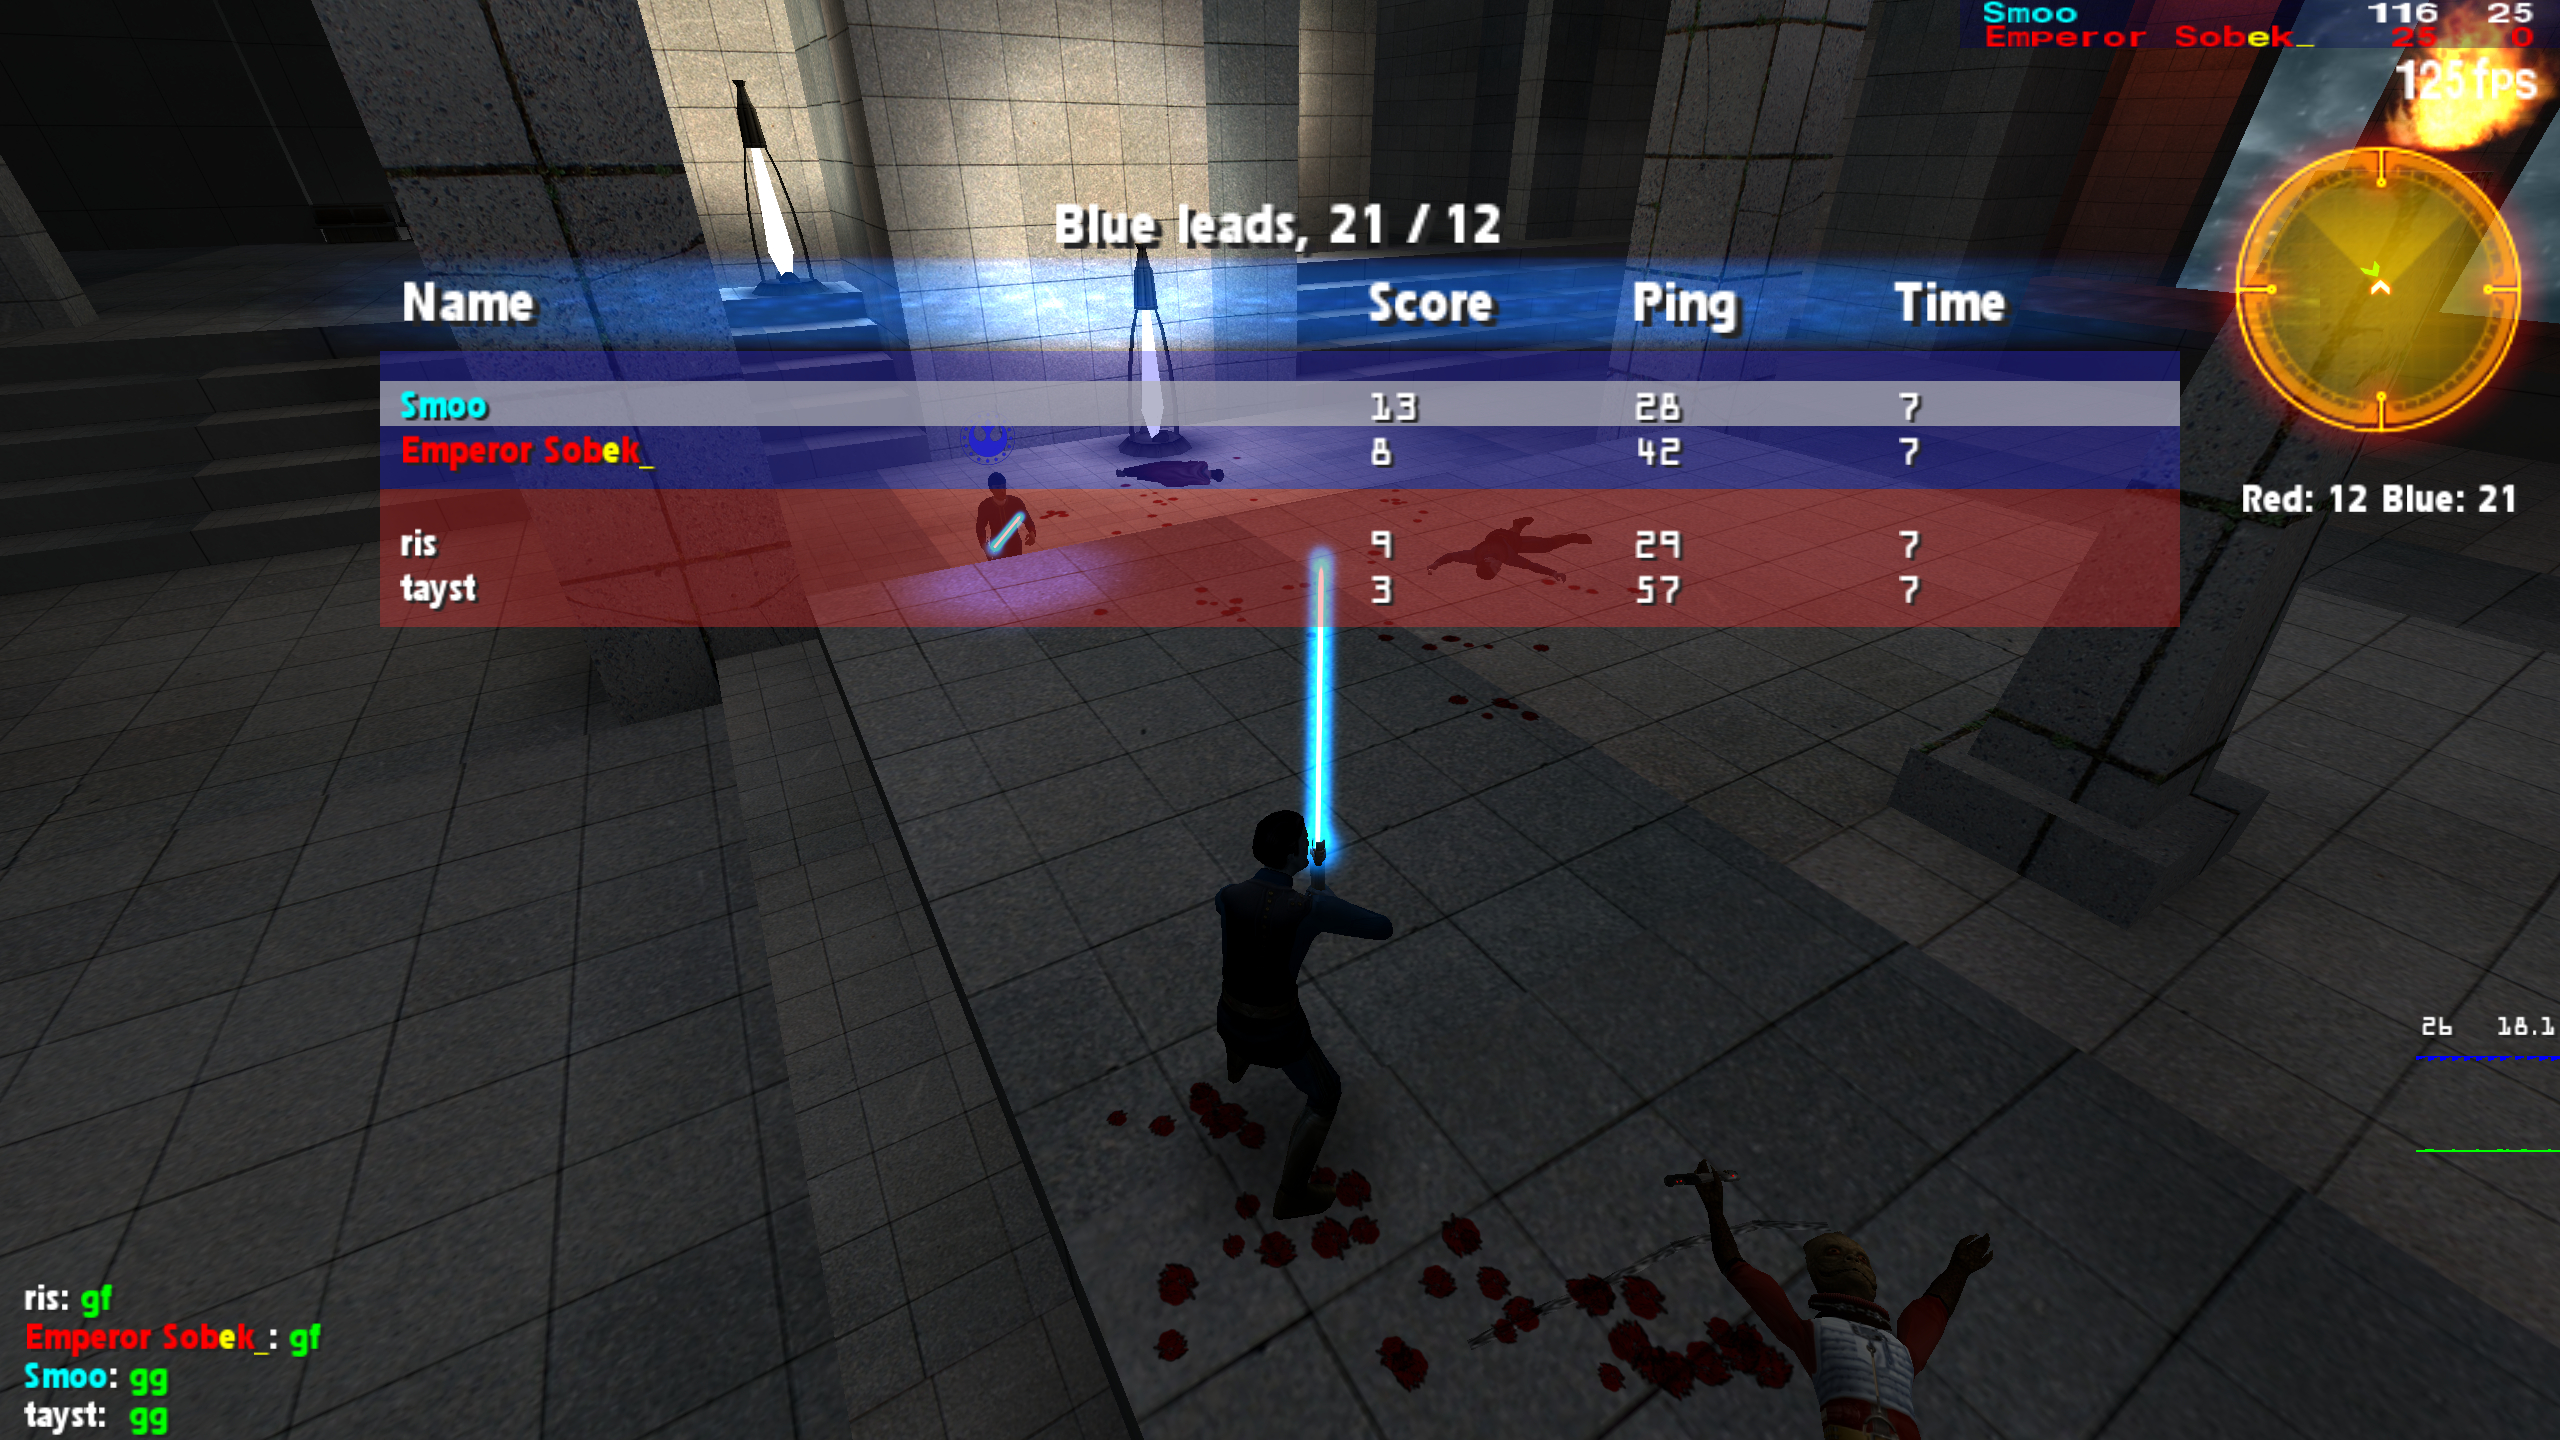 Smoo 116 25
Emperor Sobek_ 25 0
125fps
Blue leads, 21 / 12
Name Score Ping Time
Smoo 13 28 7
Emperor Sobek_ 8 42 7
Red: 12 Blue: 21
ris 9 29 7
tayst 3 57 7
26 18.1
ris: gf
Emperor Sobek_: gf
Smoo: gg
tayst: gg